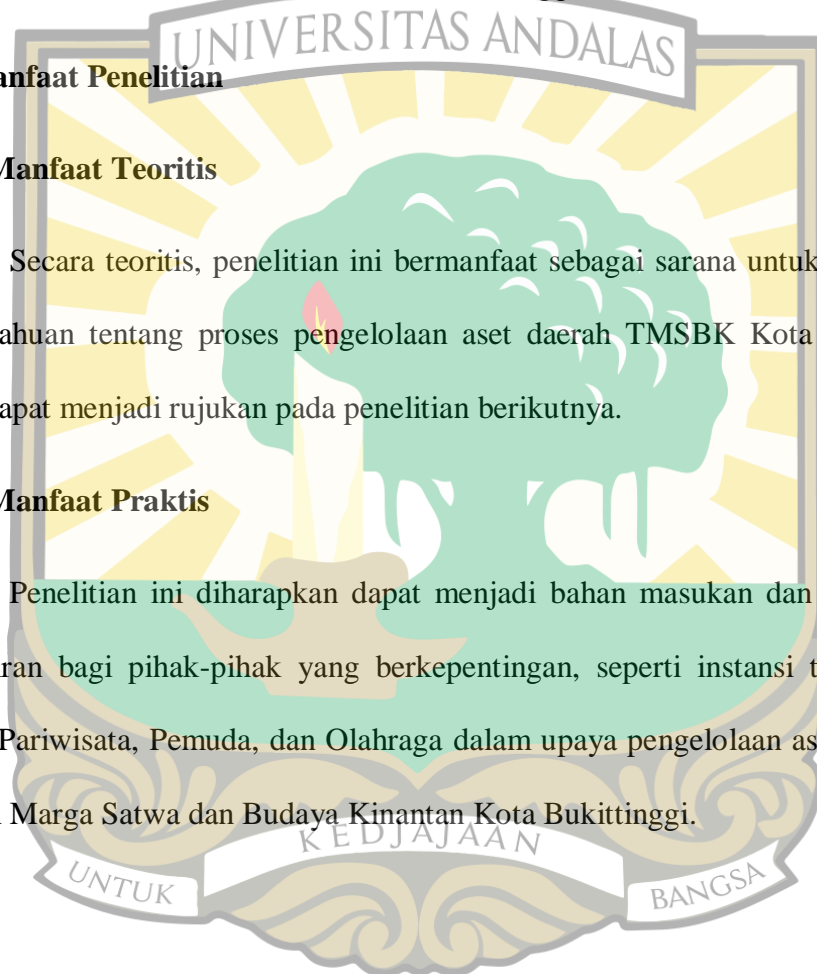 UNIVERSITAS ANDALAS
anfaat Penelitian
Manfaat Teoritis
Secara teoritis, penelitian ini bermanfaat sebagai sarana untuk
ahuan tentang proses pengelolaan aset daerah TMSBK Kota
apat menjadi rujukan pada penelitian berikutnya.
Manfaat Praktis
Penelitian ini diharapkan dapat menjadi bahan masukan dan
ran bagi pihak-pihak yang berkepentingan, seperti instansi t
Pariwisata, Pemuda, dan Olahraga dalam upaya pengelolaan as
Marga Satwa dan Budaya Kinantan Kota Bukittinggi.
UNTUK KEDJAJAAN BANGSA